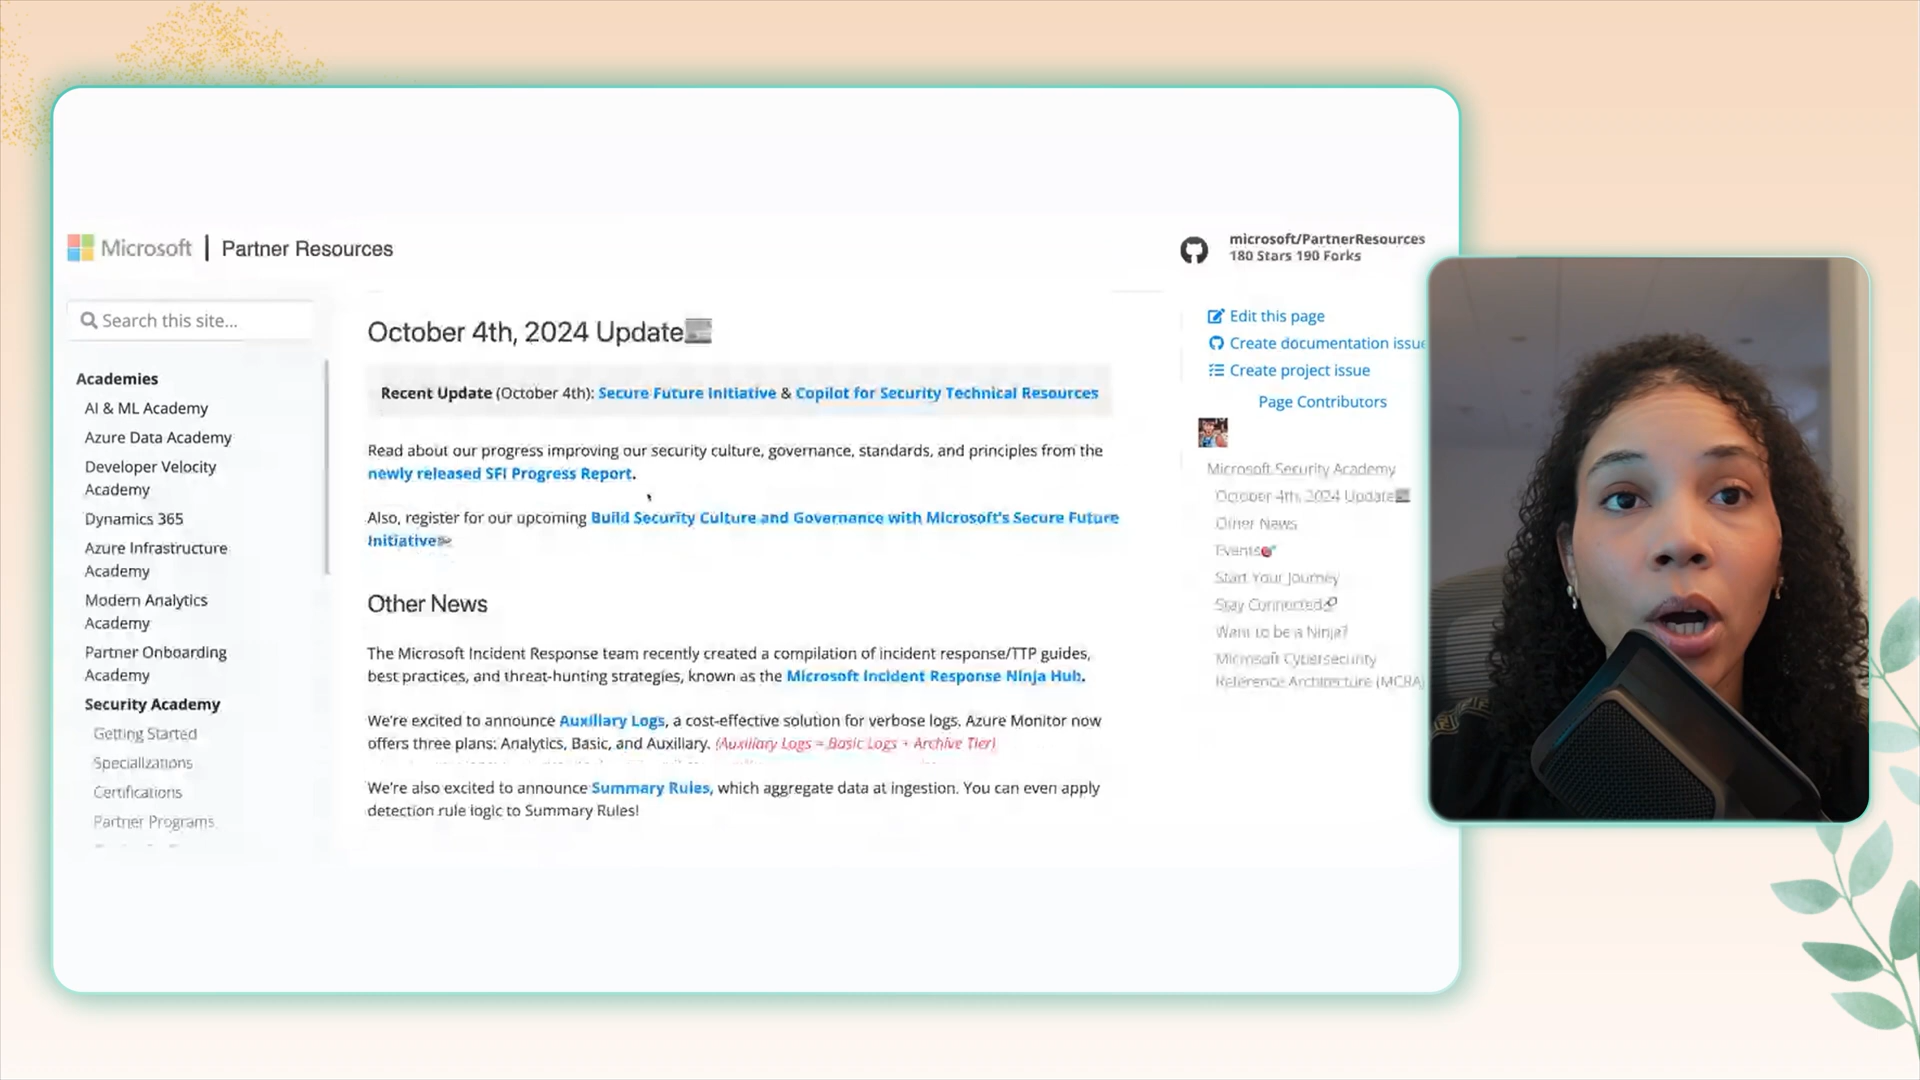 Microsoft | Partner Resources
microsoft/PartnerResources
180 Stars 190 Forks
Search this site...
Academies
AI & ML Academy
Azure Data Academy
Developer Velocity
Academy
Dynamics 365
Azure Infrastructure
Academy
Modern Analytics
Academy
Partner Onboarding
Academy
Security Academy
Getting Started
Specializations
Certifications
Partner Programs
October 4th, 2024 Update
Recent Update (October 4th): Secure Future Initiative & Copilot for Security Technical Resources
Read about our progress improving our security culture, governance, standards, and principles from the
newly released SFI Progress Report.
Also, register for our upcoming Build Security Culture and Governance with Microsoft's Secure Future
Initiative
Other News
The Microsoft Incident Response team recently created a compilation of incident response/TTP guides,
best practices, and threat-hunting strategies, known as the Microsoft Incident Response Ninja Hub.
We're excited to announce Auxiliary Logs, a cost-effective solution for verbose logs. Azure Monitor now
offers three plans: Analytics, Basic, and Auxiliary. (Auxiliary Logs = Basic Logs + Archive Tier)
We're also excited to announce Summary Rules, which aggregate data at ingestion. You can even apply
detection rule logic to Summary Rules!
Edit this page
Create documentation issue
Create project issue
Page Contributors
Microsoft Security Academy
October 4th, 2024 Update
Other News
Events
Start Your Journey
Stay Connected
Want to be a Ninja?
Microsoft Cybersecurity
Reference Architecture (MCRA)